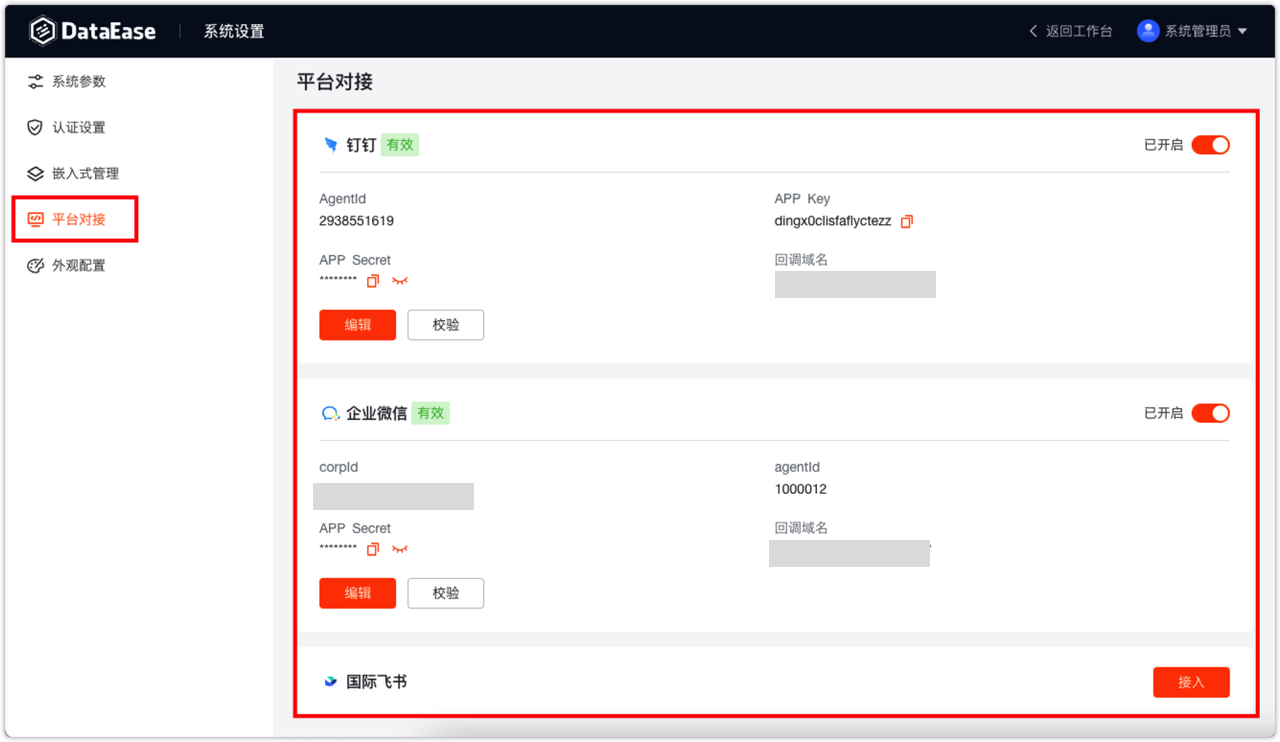 DataEase 系统设置 返回工作台 系统管理员
系统参数
认证设置
嵌入式管理
平台对接
外观配置
平台对接
钉钉 有效 已开启
AgentId APP Key
2938551619 dingx0clisfaflyctezz
APP Secret 回调域名
********
编辑 校验
企业微信 有效 已开启
corpId agentId
1000012
APP Secret 回调域名
********
编辑 校验
国际飞书 接入